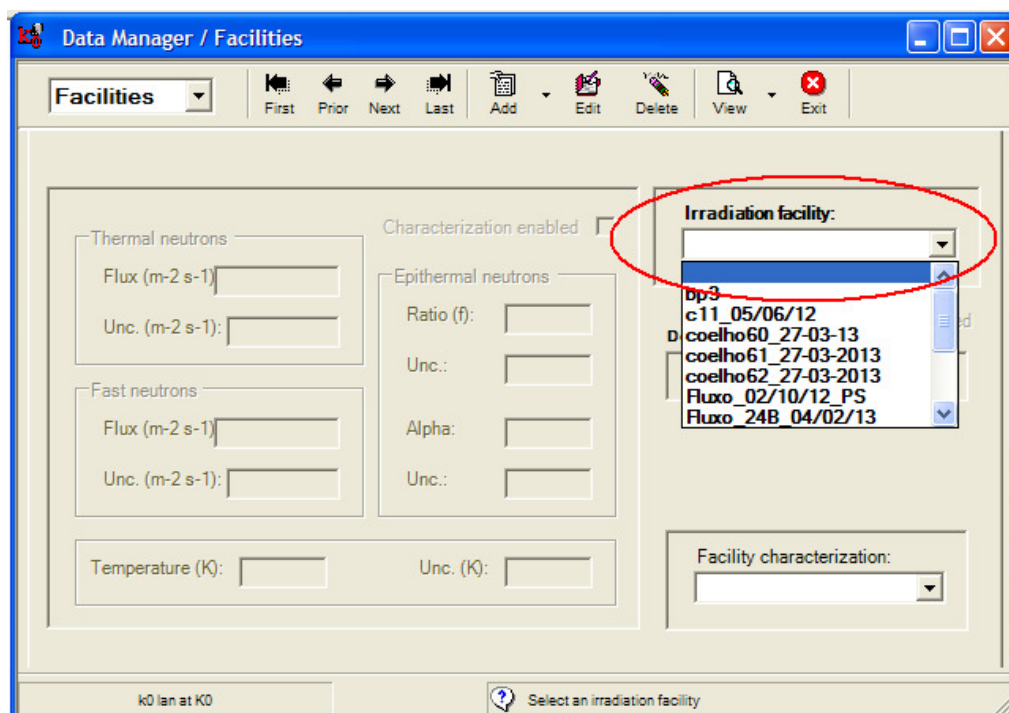 Data Manager / Facilities
Facilities
First Prior Next Last Add Edit Delete View Exit
Characterization enabled
Thermal neutrons
Flux (m-2 s-1)
Unc. (m-2 s-1):
Fast neutrons
Flux (m-2 s-1)
Unc. (m-2 s-1):
Epithermal neutrons
Ratio (f):
Unc.:
Alpha:
Unc.:
Temperature (K): Unc. (K):
Irradiation facility:
bp3
c11_05/06/12
coelho60_27-03-13
coelho61_27-03-2013
coelho62_27-03-2013
Fluxo_02/10/12_PS
Fluxo_24B_04/02/13
Facility characterization:
k0 lan at K0
Select an irradiation facility